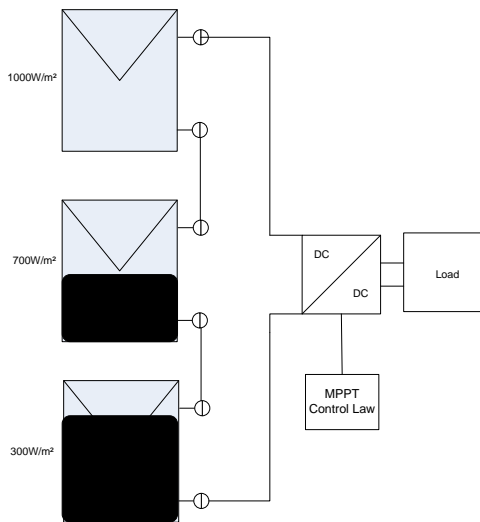 1000W/m²
700W/m²
DC
DC
Load
MPPT
Control Law
300W/m²